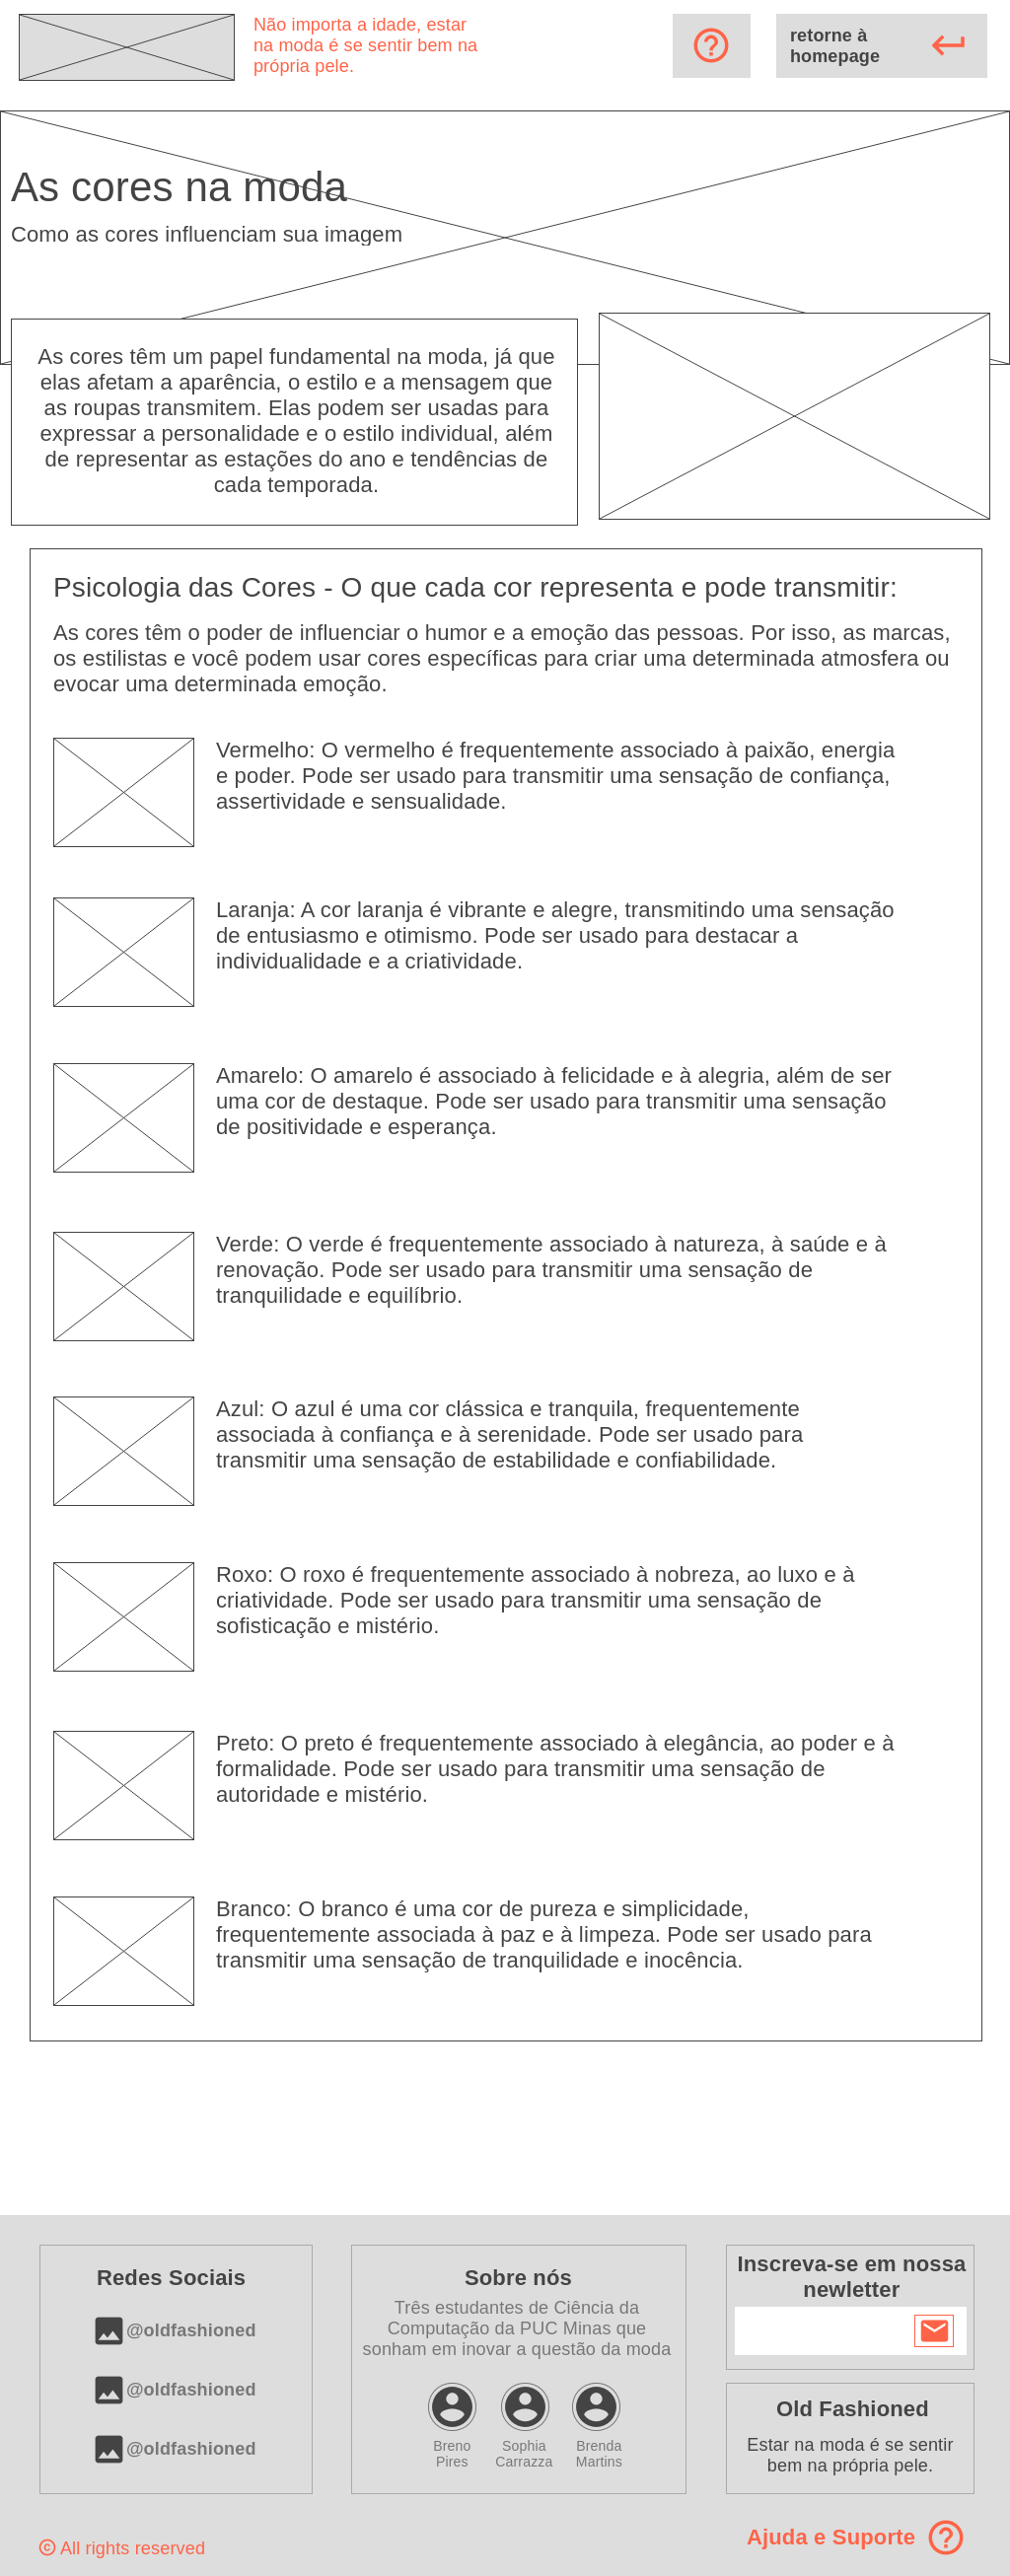 Não importa a idade, estar
na moda é se sentir bem na
própria pele.
retorne à
homepage
As cores na moda
Como as cores influenciam sua imagem
As cores têm um papel fundamental na moda, já que
elas afetam a aparência, o estilo e a mensagem que
as roupas transmitem. Elas podem ser usadas para
expressar a personalidade e o estilo individual, além
de representar as estações do ano e tendências de
cada temporada.
Psicologia das Cores - O que cada cor representa e pode transmitir:
As cores têm o poder de influenciar o humor e a emoção das pessoas. Por isso, as marcas,
os estilistas e você podem usar cores específicas para criar uma determinada atmosfera ou
evocar uma determinada emoção.
Vermelho: O vermelho é frequentemente associado à paixão, energia
e poder. Pode ser usado para transmitir uma sensação de confiança,
assertividade e sensualidade.
Laranja: A cor laranja é vibrante e alegre, transmitindo uma sensação
de entusiasmo e otimismo. Pode ser usado para destacar a
individualidade e a criatividade.
Amarelo: O amarelo é associado à felicidade e à alegria, além de ser
uma cor de destaque. Pode ser usado para transmitir uma sensação
de positividade e esperança.
Verde: O verde é frequentemente associado à natureza, à saúde e à
renovação. Pode ser usado para transmitir uma sensação de
tranquilidade e equilíbrio.
Azul: O azul é uma cor clássica e tranquila, frequentemente
associada à confiança e à serenidade. Pode ser usado para
transmitir uma sensação de estabilidade e confiabilidade.
Roxo: O roxo é frequentemente associado à nobreza, ao luxo e à
criatividade. Pode ser usado para transmitir uma sensação de
sofisticação e mistério.
Preto: O preto é frequentemente associado à elegância, ao poder e à
formalidade. Pode ser usado para transmitir uma sensação de
autoridade e mistério.
Branco: O branco é uma cor de pureza e simplicidade,
frequentemente associada à paz e à limpeza. Pode ser usado para
transmitir uma sensação de tranquilidade e inocência.
Redes Sociais
@oldfashioned
@oldfashioned
@oldfashioned
Sobre nós
Três estudantes de Ciência da
Computação da PUC Minas que
sonham em inovar a questão da moda
Breno
Pires
Sophia
Carrazza
Brenda
Martins
Inscreva-se em nossa
newletter
Old Fashioned
Estar na moda é se sentir
bem na própria pele.
© All rights reserved
Ajuda e Suporte